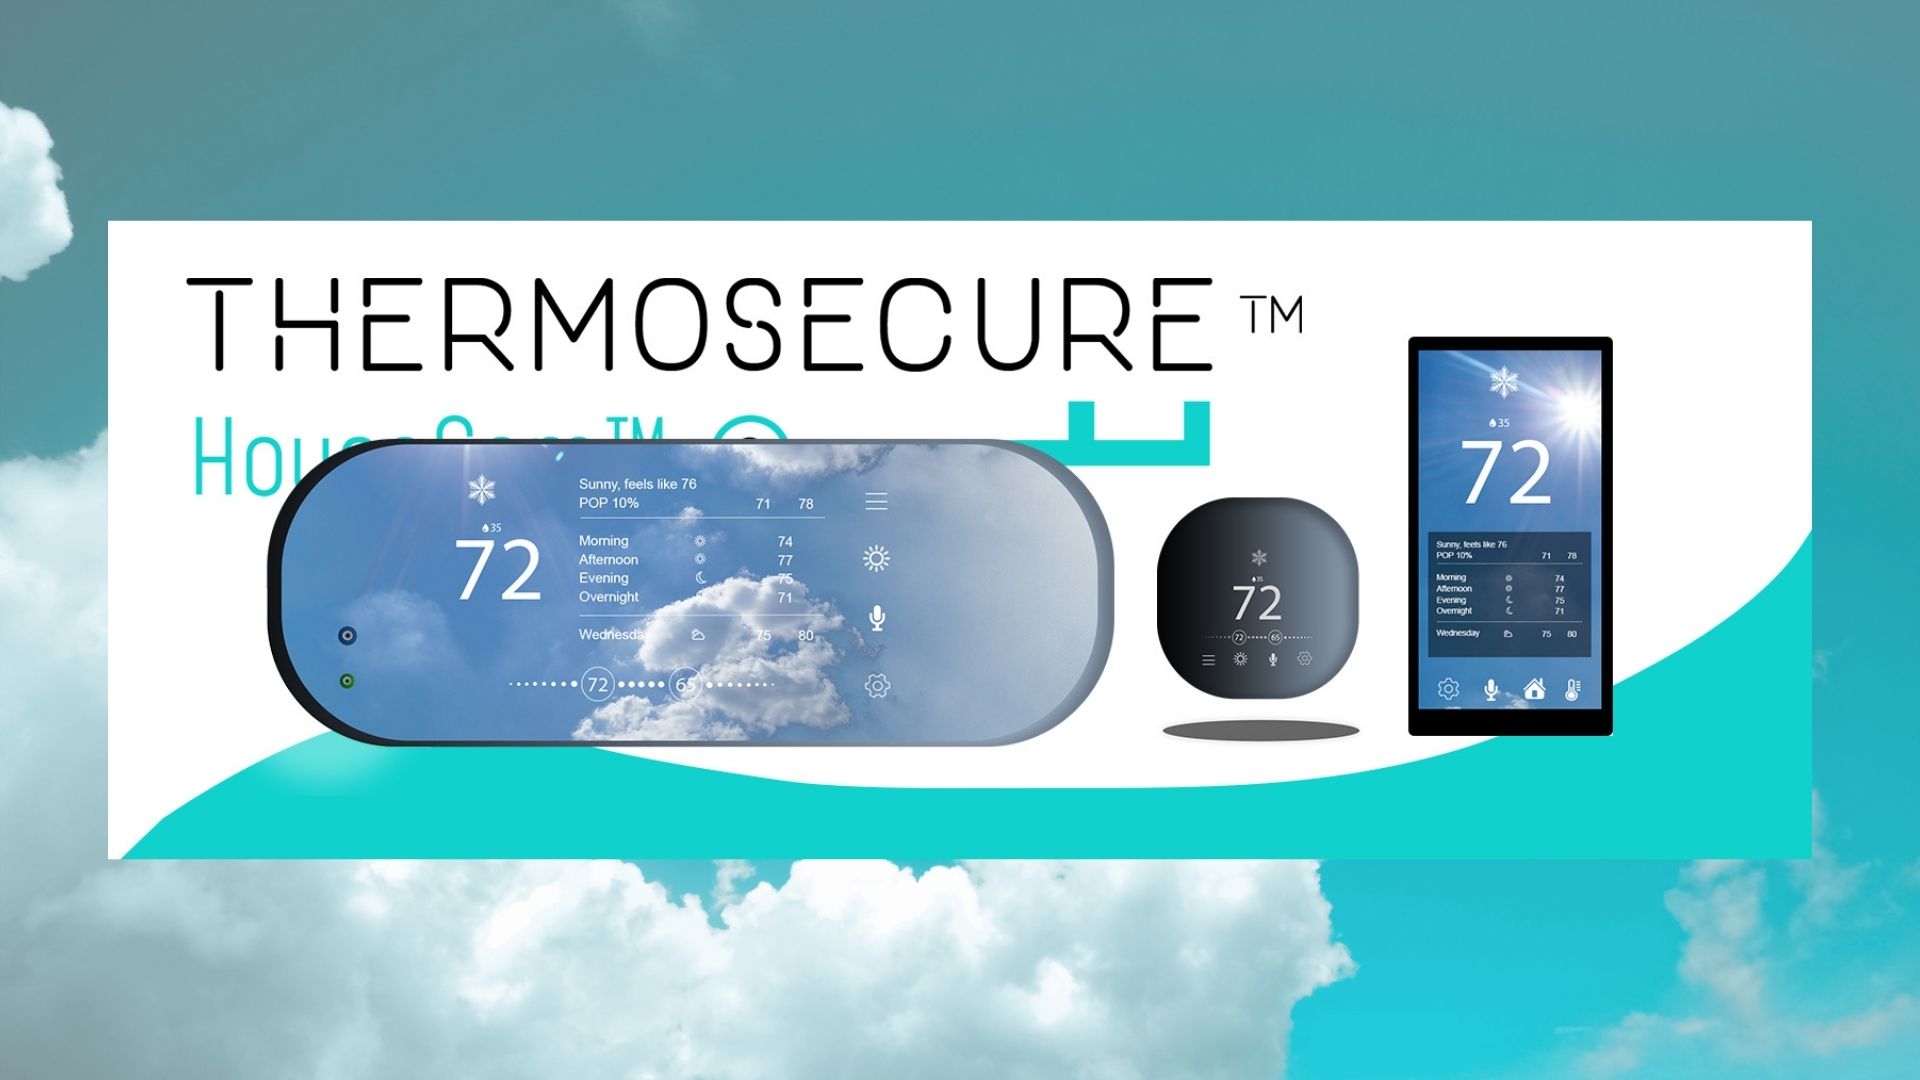 THERMOSECURE™
™
35
72
Sunny, feels like 76
POP 10% 71 78
Morning 74
Afternoon 77
Evening 75
Overnight 71
Wednesday 75 80
72 65
35
72
72 65
35
72
Sunny, feels like 76
POP 10% 71 78
Morning 74
Afternoon 77
Evening 75
Overnight 71
Wednesday 75 80